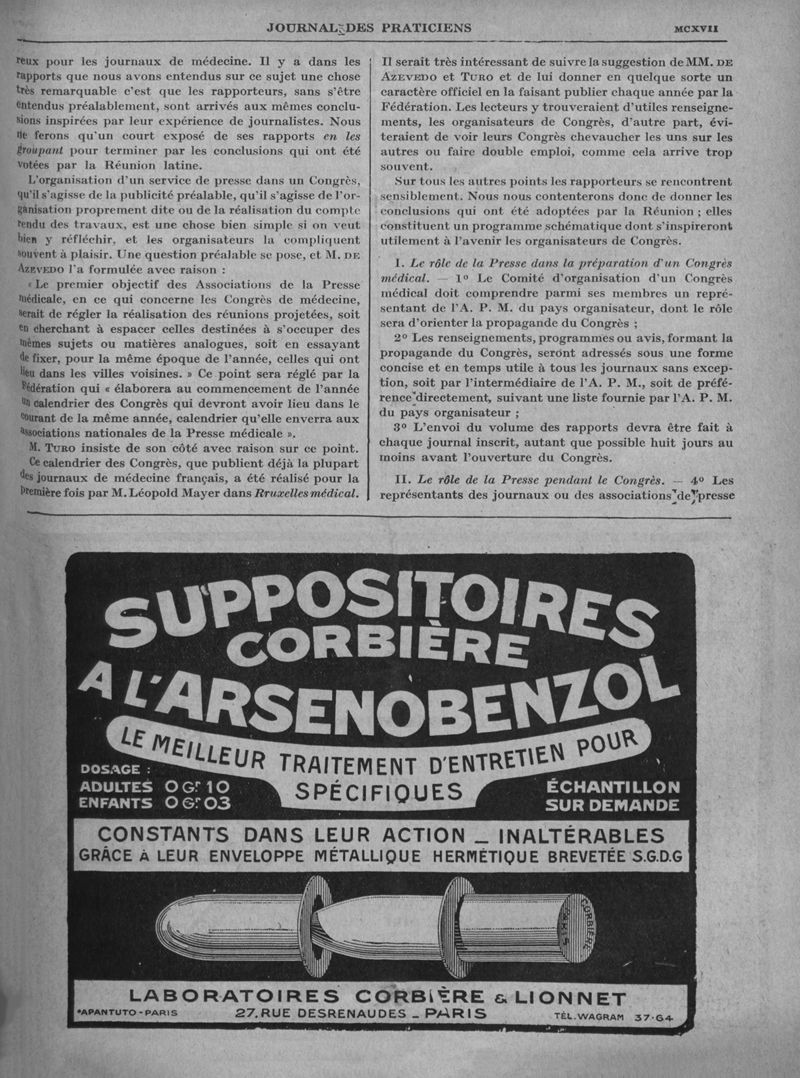 JOURNAL DES PRATICIENS
MCXVII
reux pour les journaux de médecine. Il y a dans les
rapports que nous avons entendus sur ce sujet une chose
très remarquable c'est que les rapporteurs, sans s'être
entendus préalablement, sont arrivés aux mêmes conclu-
sions inspirées par leur expérience de journalistes. Nous
ne ferons qu'un court exposé de ses rapports en les
groupant pour terminer par les conclusions qui ont été
votées par la Réunion latine.
L'organisation d'un service de presse dans un Congrès,
qu'il s'agisse de la publicité préalable, qu'il s'agisse de l'or-
ganisation proprement dite ou de la réalisation du compte
rendu des travaux, est une chose bien simple si on veut
bien y réfléchir, et les organisateurs la compliquent
souvent à plaisir. Une question préalable se pose, et M. DE
AZEVEDO l'a formulée avec raison :
« Le premier objectif des Associations de la Presse
médicale, en ce qui concerne les Congrès de médecine,
serait de régler la réalisation des réunions projetées, soit
en cherchant à espacer celles destinées à s'occuper des
mêmes sujets ou matières analogues, soit en essayant
de fixer, pour la même époque de l'année, celles qui ont
lieu dans les villes voisines. » Ce point sera réglé par la
Fédération qui « élaborera au commencement de l'année
un calendrier des Congrès qui devront avoir lieu dans le
courant de la même année, calendrier qu'elle enverra aux
associations nationales de la Presse médicale ».
M. TURO insiste de son côté avec raison sur ce point.
Ce calendrier des Congrès, que publient déjà la plupart
des journaux de médecine français, a été réalisé pour la
première fois par M. Léopold Mayer dans Rruxelles médical.
Il serait très intéressant de suivre la suggestion de MM. DE
AZEVEDO et TURO et de lui donner en quelque sorte un
caractère officiel en la faisant publier chaque année par la
Fédération. Les lecteurs y trouveraient d'utiles renseigne-
ments, les organisateurs de Congrès, d'autre part, évi-
teraient de voir leurs Congrès chevaucher les uns sur les
autres ou faire double emploi, comme cela arrive trop
souvent.
Sur tous les autres points les rapporteurs se rencontrent
sensiblement. Nous nous contenterons donc de donner les
conclusions qui ont été adoptées par la Réunion ; elles
constituent un programme schématique dont s'inspireront
utilement à l'avenir les organisateurs de Congrès.
I. Le rôle de la Presse dans la préparation d'un Congrès
médical. — 1° Le Comité d'organisation d'un Congrès
médical doit comprendre parmi ses membres un repré-
sentant de l'A. P. M. du pays organisateur, dont le rôle
sera d'orienter la propagande du Congrès ;
2° Les renseignements, programmes ou avis, formant la
propagande du Congrès, seront adressés sous une forme
concise et en temps utile à tous les journaux sans excep-
tion, soit par l'intermédiaire de l'A. P. M., soit de préfé-
rence directement, suivant une liste fournie par l'A. P. M.
du pays organisateur ;
3° L'envoi du volume des rapports devra être fait à
chaque journal inscrit, autant que possible huit jours au
moins avant l'ouverture du Congrès.
II. Le rôle de la Presse pendant le Congrès. — 4° Les
représentants des journaux ou des associations de presse
SUPPOSITOIRES
CORBIÈRE
A L'ARSENOBENZOL
LE MEILLEUR TRAITEMENT D'ENTRETIEN POUR
SPÉCIFIQUES
DOSAGE :
ADULTES 0 Gr 10
ENFANTS 0 Gr 03
ÉCHANTILLON
SUR DEMANDE
CONSTANTS DANS LEUR ACTION _ INALTÉRABLES
GRÂCE À LEUR ENVELOPPE MÉTALLIQUE HERMÉTIQUE BREVETÉE S.G.D.G
CORBIÈRE
PARIS
LABORATOIRES CORBIÈRE & LIONNET
*APANTUTO - PARIS
27, RUE DESRENAUDES _ PARIS
TÉL. WAGRAM 37-64